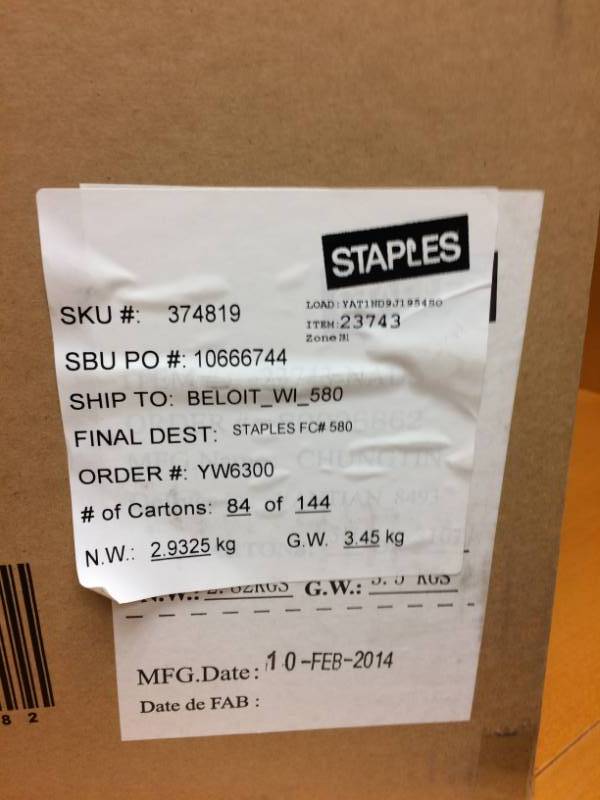 STAPLES
SKU #: 374819
LOAD:
ITEM:23743
Zone
SBU PO #: 10666744
SHIP TO: BELOIT_WI_580
FINAL DEST: STAPLES FC# 580
ORDER #: YW6300
# of Cartons: 84 of 144
N.W.: 2.9325 kg G.W. 3.45 kg
G.W.:
MFG.Date: 10-FEB-2014
Date de FAB :
8 2